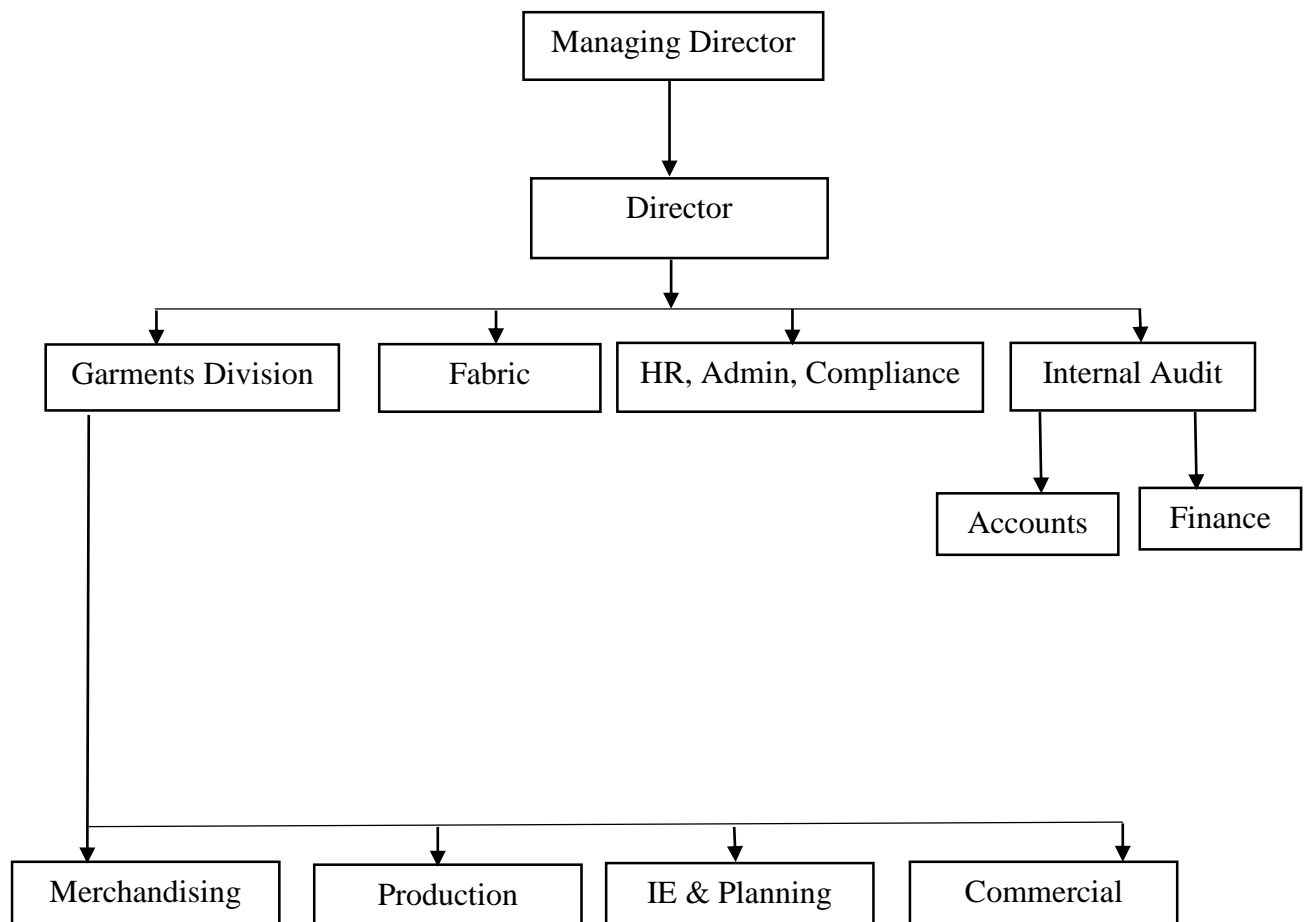 Managing Director
Director
Garments Division
Fabric
HR, Admin, Compliance
Internal Audit
Accounts
Finance
Merchandising
Production
IE & Planning
Commercial